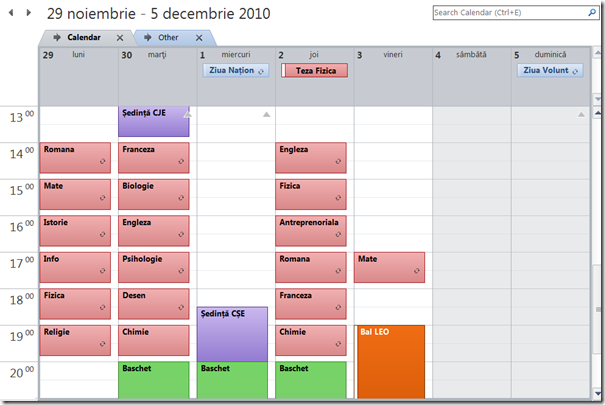 29 noiembrie - 5 decembrie 2010
Search Calendar (Ctrl+E)
Calendar
Other
29 luni
30 marți
1 miercuri
2 joi
3 vineri
4 sâmbătă
5 duminică
Ziua Națion
Teza Fizica
Ziua Volunt
13 00
Ședință CJE
14 00
Romana
Franceza
Engleza
15 00
Mate
Biologie
Fizica
16 00
Istorie
Engleza
Antreprenoriala
17 00
Info
Psihologie
Romana
Mate
18 00
Fizica
Desen
Ședință CȘE
Franceza
19 00
Religie
Chimie
Chimie
Bal LEO
20 00
Baschet
Baschet
Baschet